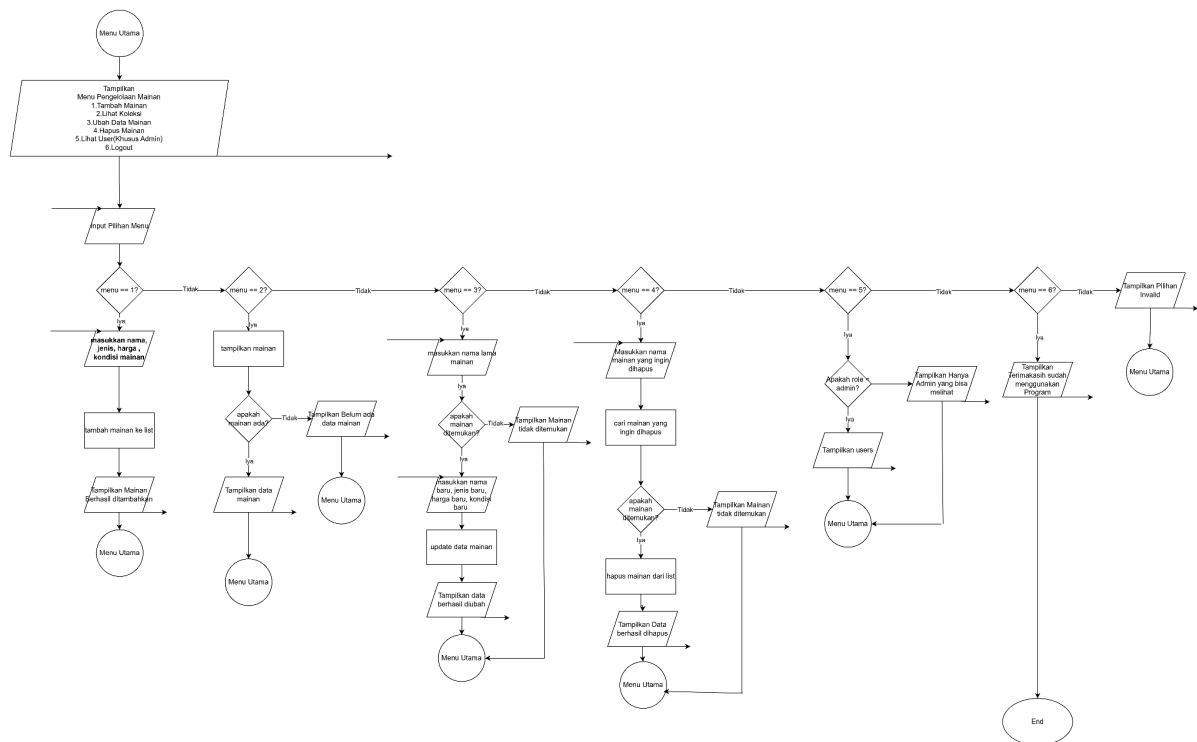 Menu Utama
Tampilkan
Menu Pengelolaan Mainan
1.Tambah Mainan
2.Lihat Koleksi
3.Ubah Data Mainan
4.Hapus Mainan
5.Lihat User(Khusus Admin)
6.Logout
input Pilihan Menu
menu == 1?
Tidak
menu == 2?
Tidak
menu == 3?
Tidak
menu == 4?
Tidak
menu == 5?
Tidak
menu == 6?
Tidak
Tampilkan Pilihan
Invalid
Menu Utama
Iya
masukkan nama,
jenis, harga ,
kondisi mainan
tambah mainan ke list
Tampilkan Mainan
Berhasil ditambahkan
Menu Utama
Iya
tampilkan mainan
apakah
mainan ada?
Tidak
Tampilkan Belum ada
data mainan
Menu Utama
Iya
Tampilkan data
mainan
Menu Utama
Iya
masukkan nama lama
mainan
Iya
apakah
mainan
ditemukan?
Tidak
Tampilkan Mainan
tidak ditemukan
Iya
masukkan nama
baru, jenis baru,
harga baru, kondisi
baru
update data mainan
Tampilkan data
berhasil diubah
Menu Utama
Iya
Masukkan nama
mainan yang ingin
dihapus
cari mainan yang
ingin dihapus
apakah
mainan
ditemukan?
Tidak
Tampilkan Mainan
tidak ditemukan
Iya
hapus mainan dari list
Tampilkan Data
berhasil dihapus
Menu Utama
Iya
Apakah role =
admin?
Tampilkan Hanya
Admin yang bisa
melihat
Iya
Tampilkan users
Menu Utama
Iya
Tampilkan
Terimakasih sudah
menggunakan
Program
End